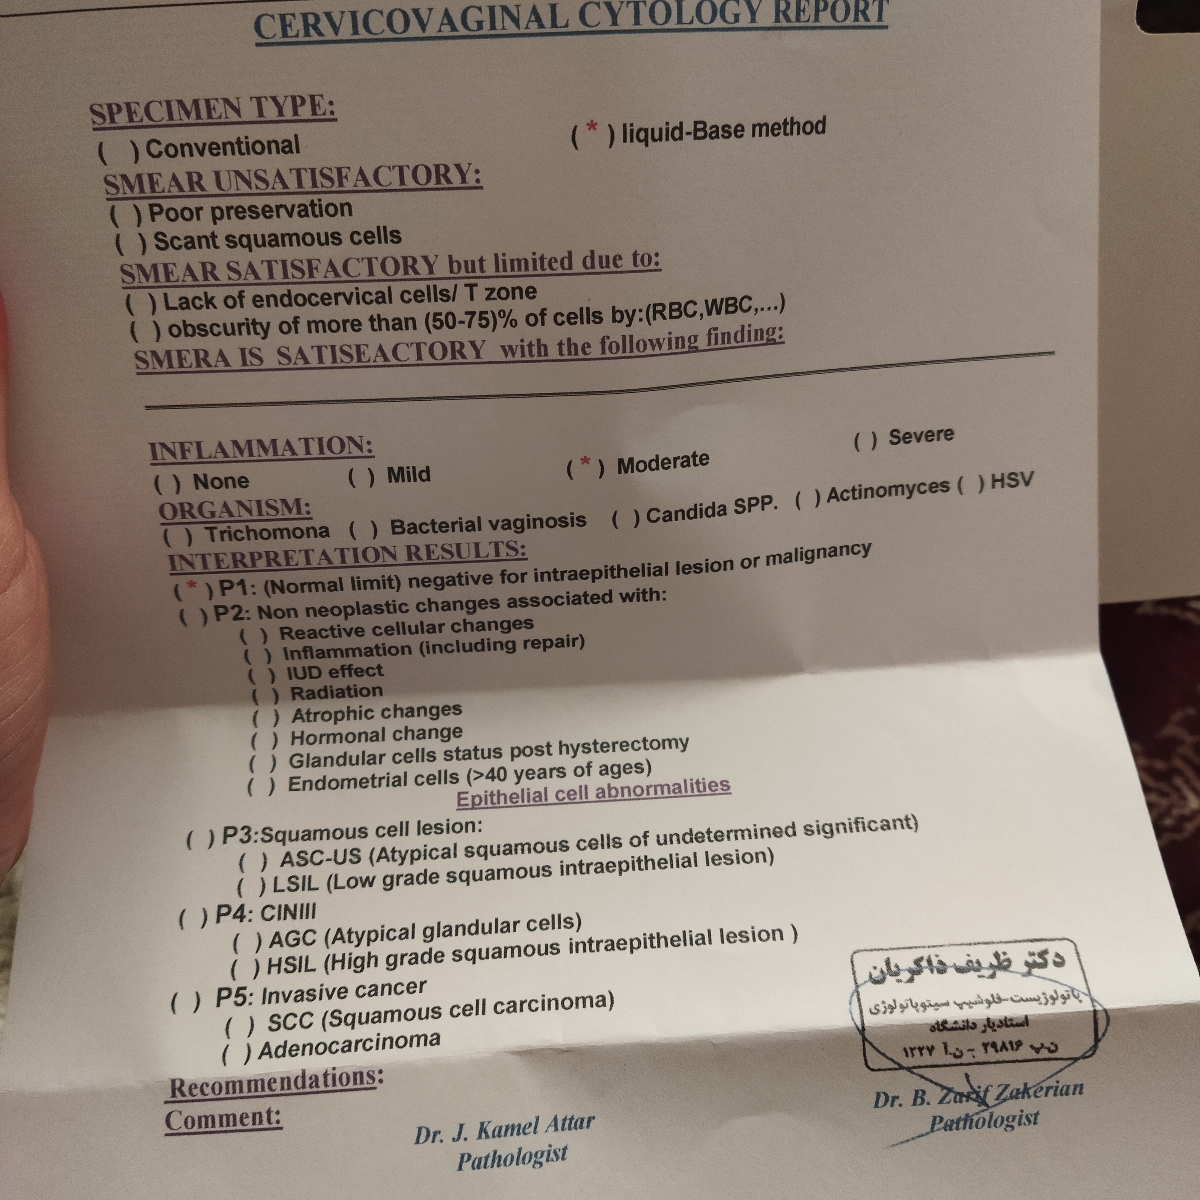 CERVICOVAGINAL CYTOLOGY REPORT
SPECIMEN TYPE:
( ) Conventional ( * ) liquid-Base method
SMEAR UNSATISFACTORY:
( ) Poor preservation
( ) Scant squamous cells
SMEAR SATISFACTORY but limited due to:
( ) Lack of endocervical cells/ T zone
( ) obscurity of more than (50-75)% of cells by:(RBC,WBC,...)
SMERA IS SATISEACTORY with the following finding:
INFLAMMATION:
( ) None ( ) Mild ( * ) Moderate ( ) Severe
ORGANISM:
( ) Trichomona ( ) Bacterial vaginosis ( ) Candida SPP. ( ) Actinomyces ( ) HSV
INTERPRETATION RESULTS:
( * ) P1: (Normal limit) negative for intraepithelial lesion or malignancy
( ) P2: Non neoplastic changes associated with:
( ) Reactive cellular changes
( ) Inflammation (including repair)
( ) IUD effect
( ) Radiation
( ) Atrophic changes
( ) Hormonal change
( ) Glandular cells status post hysterectomy
( ) Endometrial cells (>40 years of ages)
Epithelial cell abnormalities
( ) P3:Squamous cell lesion:
( ) ASC-US (Atypical squamous cells of undetermined significant)
( ) LSIL (Low grade squamous intraepithelial lesion)
( ) P4: CINIII
( ) AGC (Atypical glandular cells)
( ) HSIL (High grade squamous intraepithelial lesion )
( ) P5: Invasive cancer
( ) SCC (Squamous cell carcinoma)
( ) Adenocarcinoma
دکتر ظریف ذاکریان
پاتولوژیست-فلوشیپ سیتوپاتولوژی
استادیار دانشگاه
ن.پ ۲۹۸۱۶ - ن.آ ۱۲۲۷
Recommendations:
Comment:
Dr. J. Kamel Attar
Pathologist
Dr. B. Zarif Zakerian
Pathologist